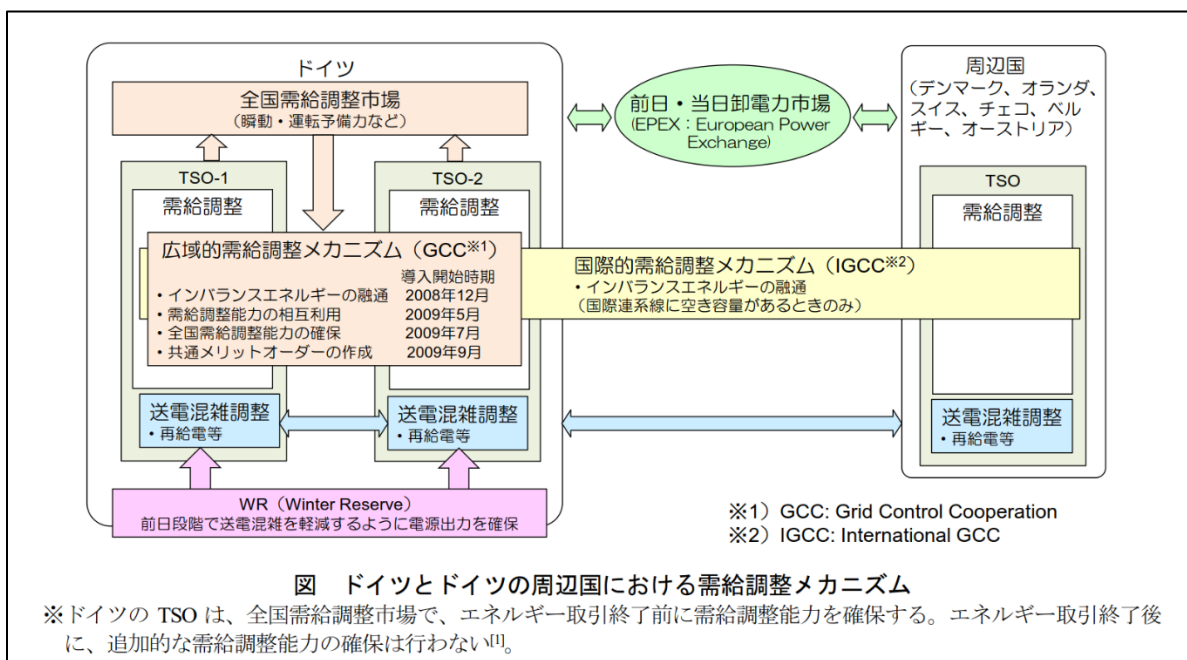 ドイツ
全国需給調整市場
（瞬動・運転予備力など）
前日・当日卸電力市場
(EPEX：European Power
Exchange)
周辺国
（デンマーク、オランダ、
スイス、チェコ、ベル
ギー、オーストリア）
TSO-1
需給調整
TSO-2
需給調整
TSO
需給調整
広域的需給調整メカニズム（GCC※1）
導入開始時期
・インバランスエネルギーの融通 2008年12月
・需給調整能力の相互利用 2009年5月
・全国需給調整能力の確保 2009年7月
・共通メリットオーダーの作成 2009年9月
国際的需給調整メカニズム（IGCC※2）
・インバランスエネルギーの融通
（国際連系線に空き容量があるときのみ）
送電混雑調整
・再給電等
送電混雑調整
・再給電等
送電混雑調整
・再給電等
WR（Winter Reserve）
前日段階で送電混雑を軽減するように電源出力を確保
※1）GCC: Grid Control Cooperation
※2）IGCC: International GCC
図 ドイツとドイツの周辺国における需給調整メカニズム
※ドイツの TSO は、全国需給調整市場で、エネルギー取引終了前に需給調整能力を確保する。エネルギー取引終了後
に、追加的な需給調整能力の確保は行わない[1]。